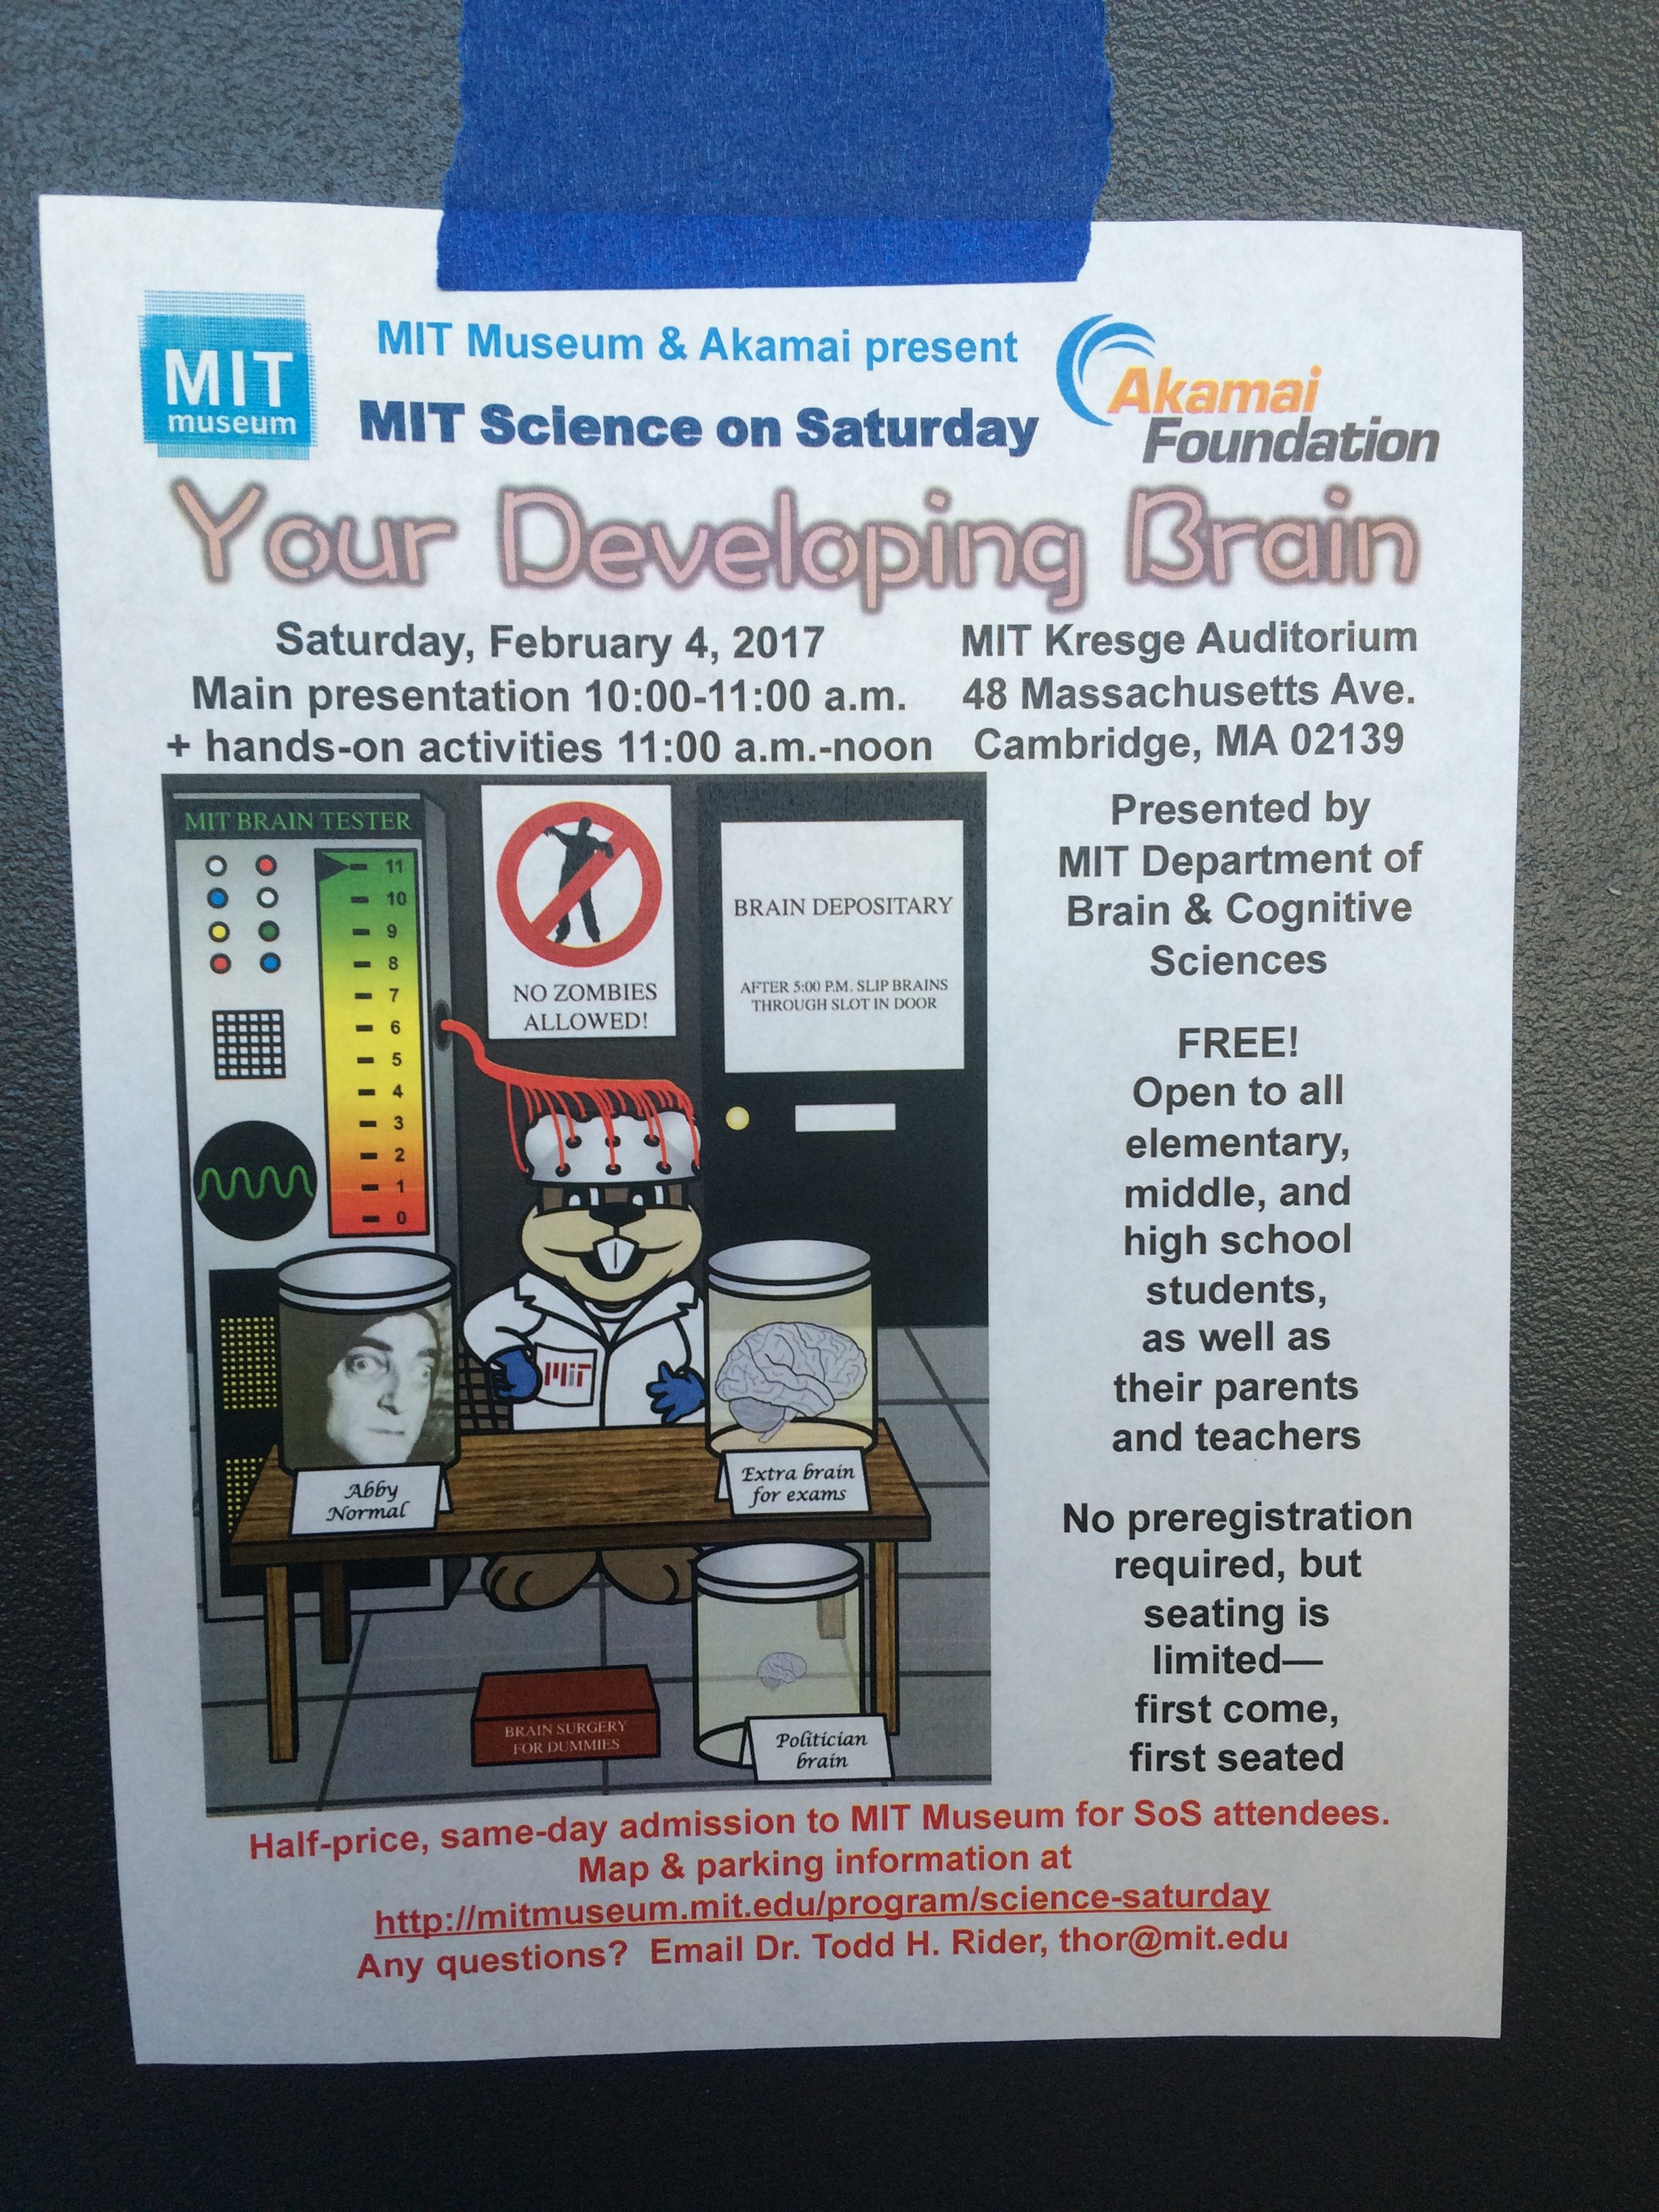 MIT
museum
MIT Museum & Akamai present
MIT Science on Saturday
Akamai
Foundation
Your Developing Brain
Saturday, February 4, 2017
Main presentation 10:00-11:00 a.m.
+ hands-on activities 11:00 a.m.-noon
MIT Kresge Auditorium
48 Massachusetts Ave.
Cambridge, MA 02139
MIT BRAIN TESTER
11
10
9
8
7
6
5
4
3
2
1
0
NO ZOMBIES
ALLOWED!
BRAIN DEPOSITARY
AFTER 5:00 P.M. SLIP BRAINS
THROUGH SLOT IN DOOR
MIT
Abby
Normal
Extra brain
for exams
BRAIN SURGERY
FOR DUMMIES
Politician
brain
Presented by
MIT Department of
Brain & Cognitive
Sciences
FREE!
Open to all
elementary,
middle, and
high school
students,
as well as
their parents
and teachers
No preregistration
required, but
seating is
limited—
first come,
first seated
Half-price, same-day admission to MIT Museum for SoS attendees.
Map & parking information at
http://mitmuseum.mit.edu/program/science-saturday
Any questions? Email Dr. Todd H. Rider, thor@mit.edu